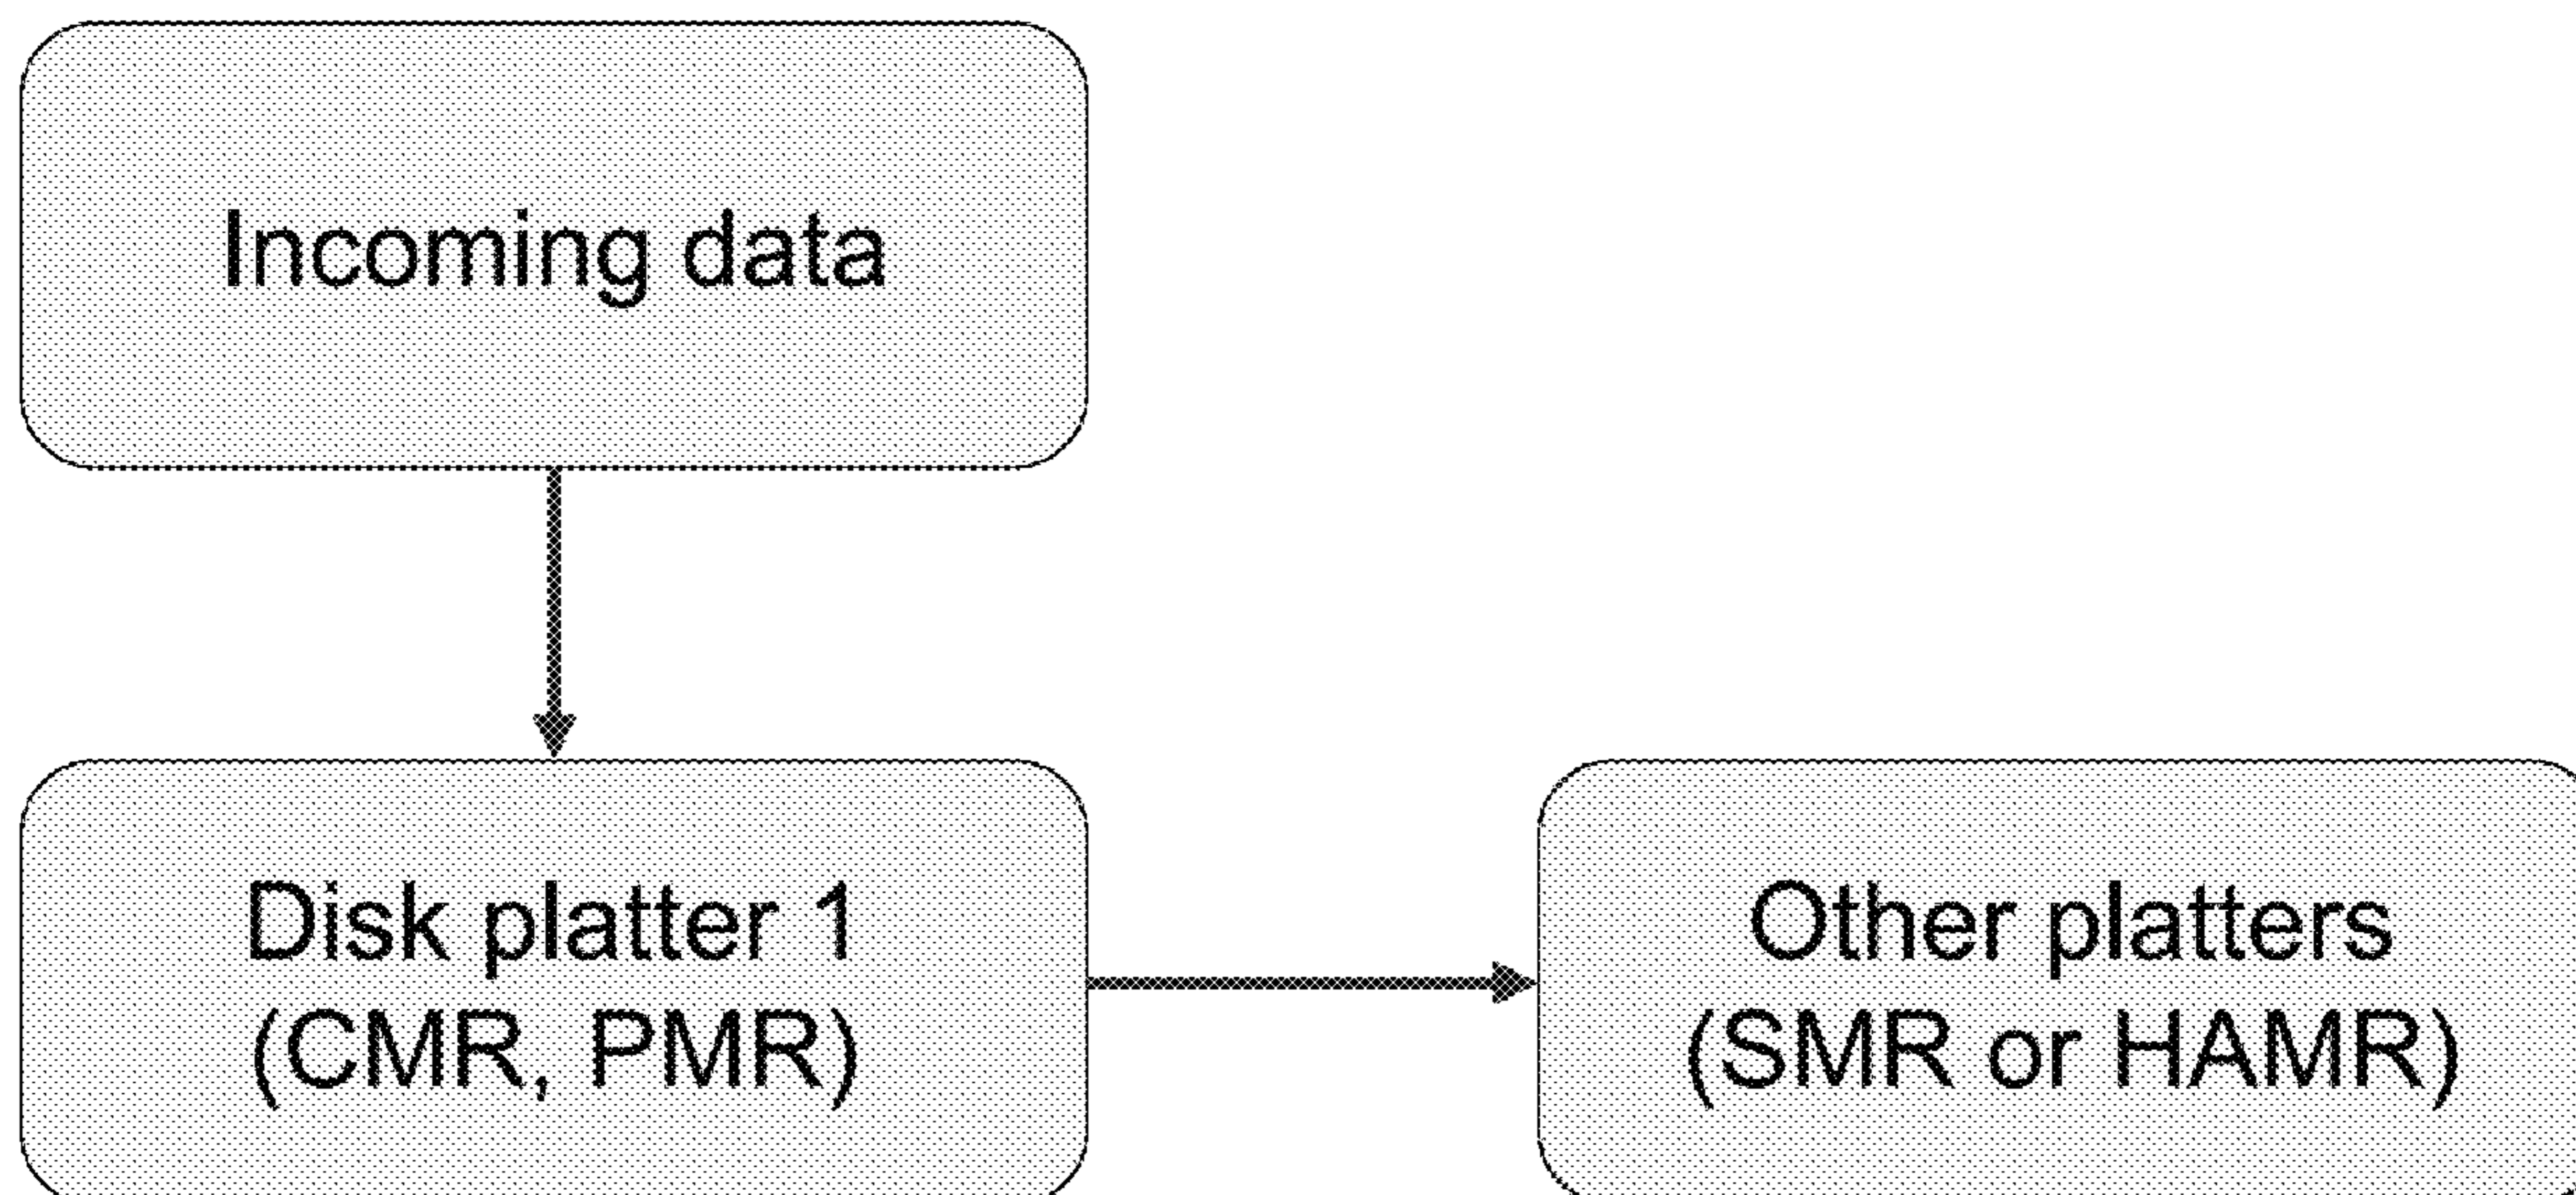 Incoming data
Disk platter 1
(CMR, PMR)
Other platters
(SMR or HAMR)